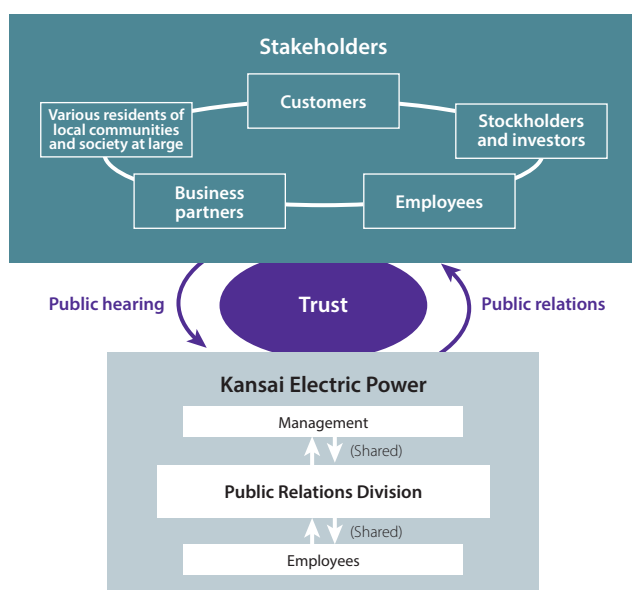 Stakeholders
Customers
Various residents of
local communities
and society at large
Stockholders
and investors
Business
partners
Employees
Public hearing
Trust
Public relations
Kansai Electric Power
Management
(Shared)
Public Relations Division
(Shared)
Employees